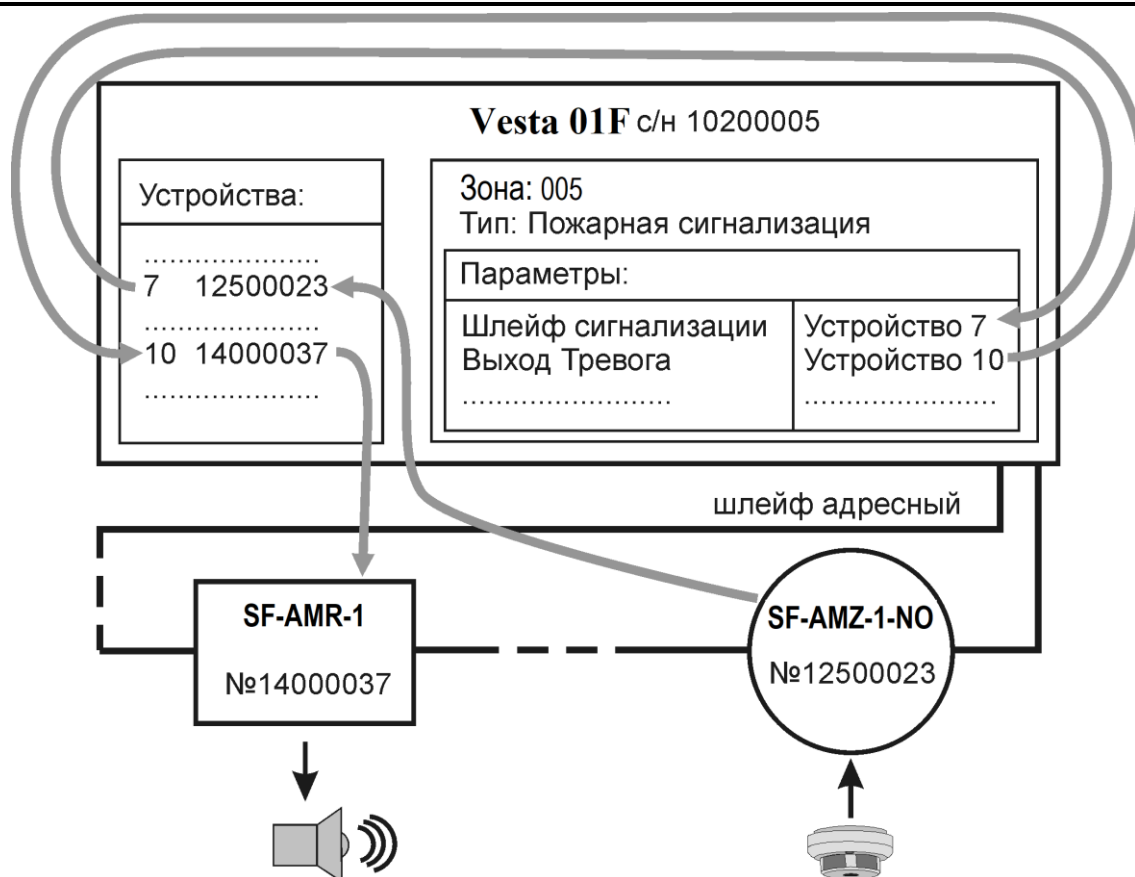 Vesta 01F с/н 10200005
Устройства:
.....................
7 12500023
.....................
10 14000037
.....................
Зона: 005
Тип: Пожарная сигнализация
Параметры:
Шлейф сигнализации Устройство 7
Выход Тревога Устройство 10
......................... .......................
шлейф адресный
SF-AMR-1
№14000037
SF-AMZ-1-NO
№12500023